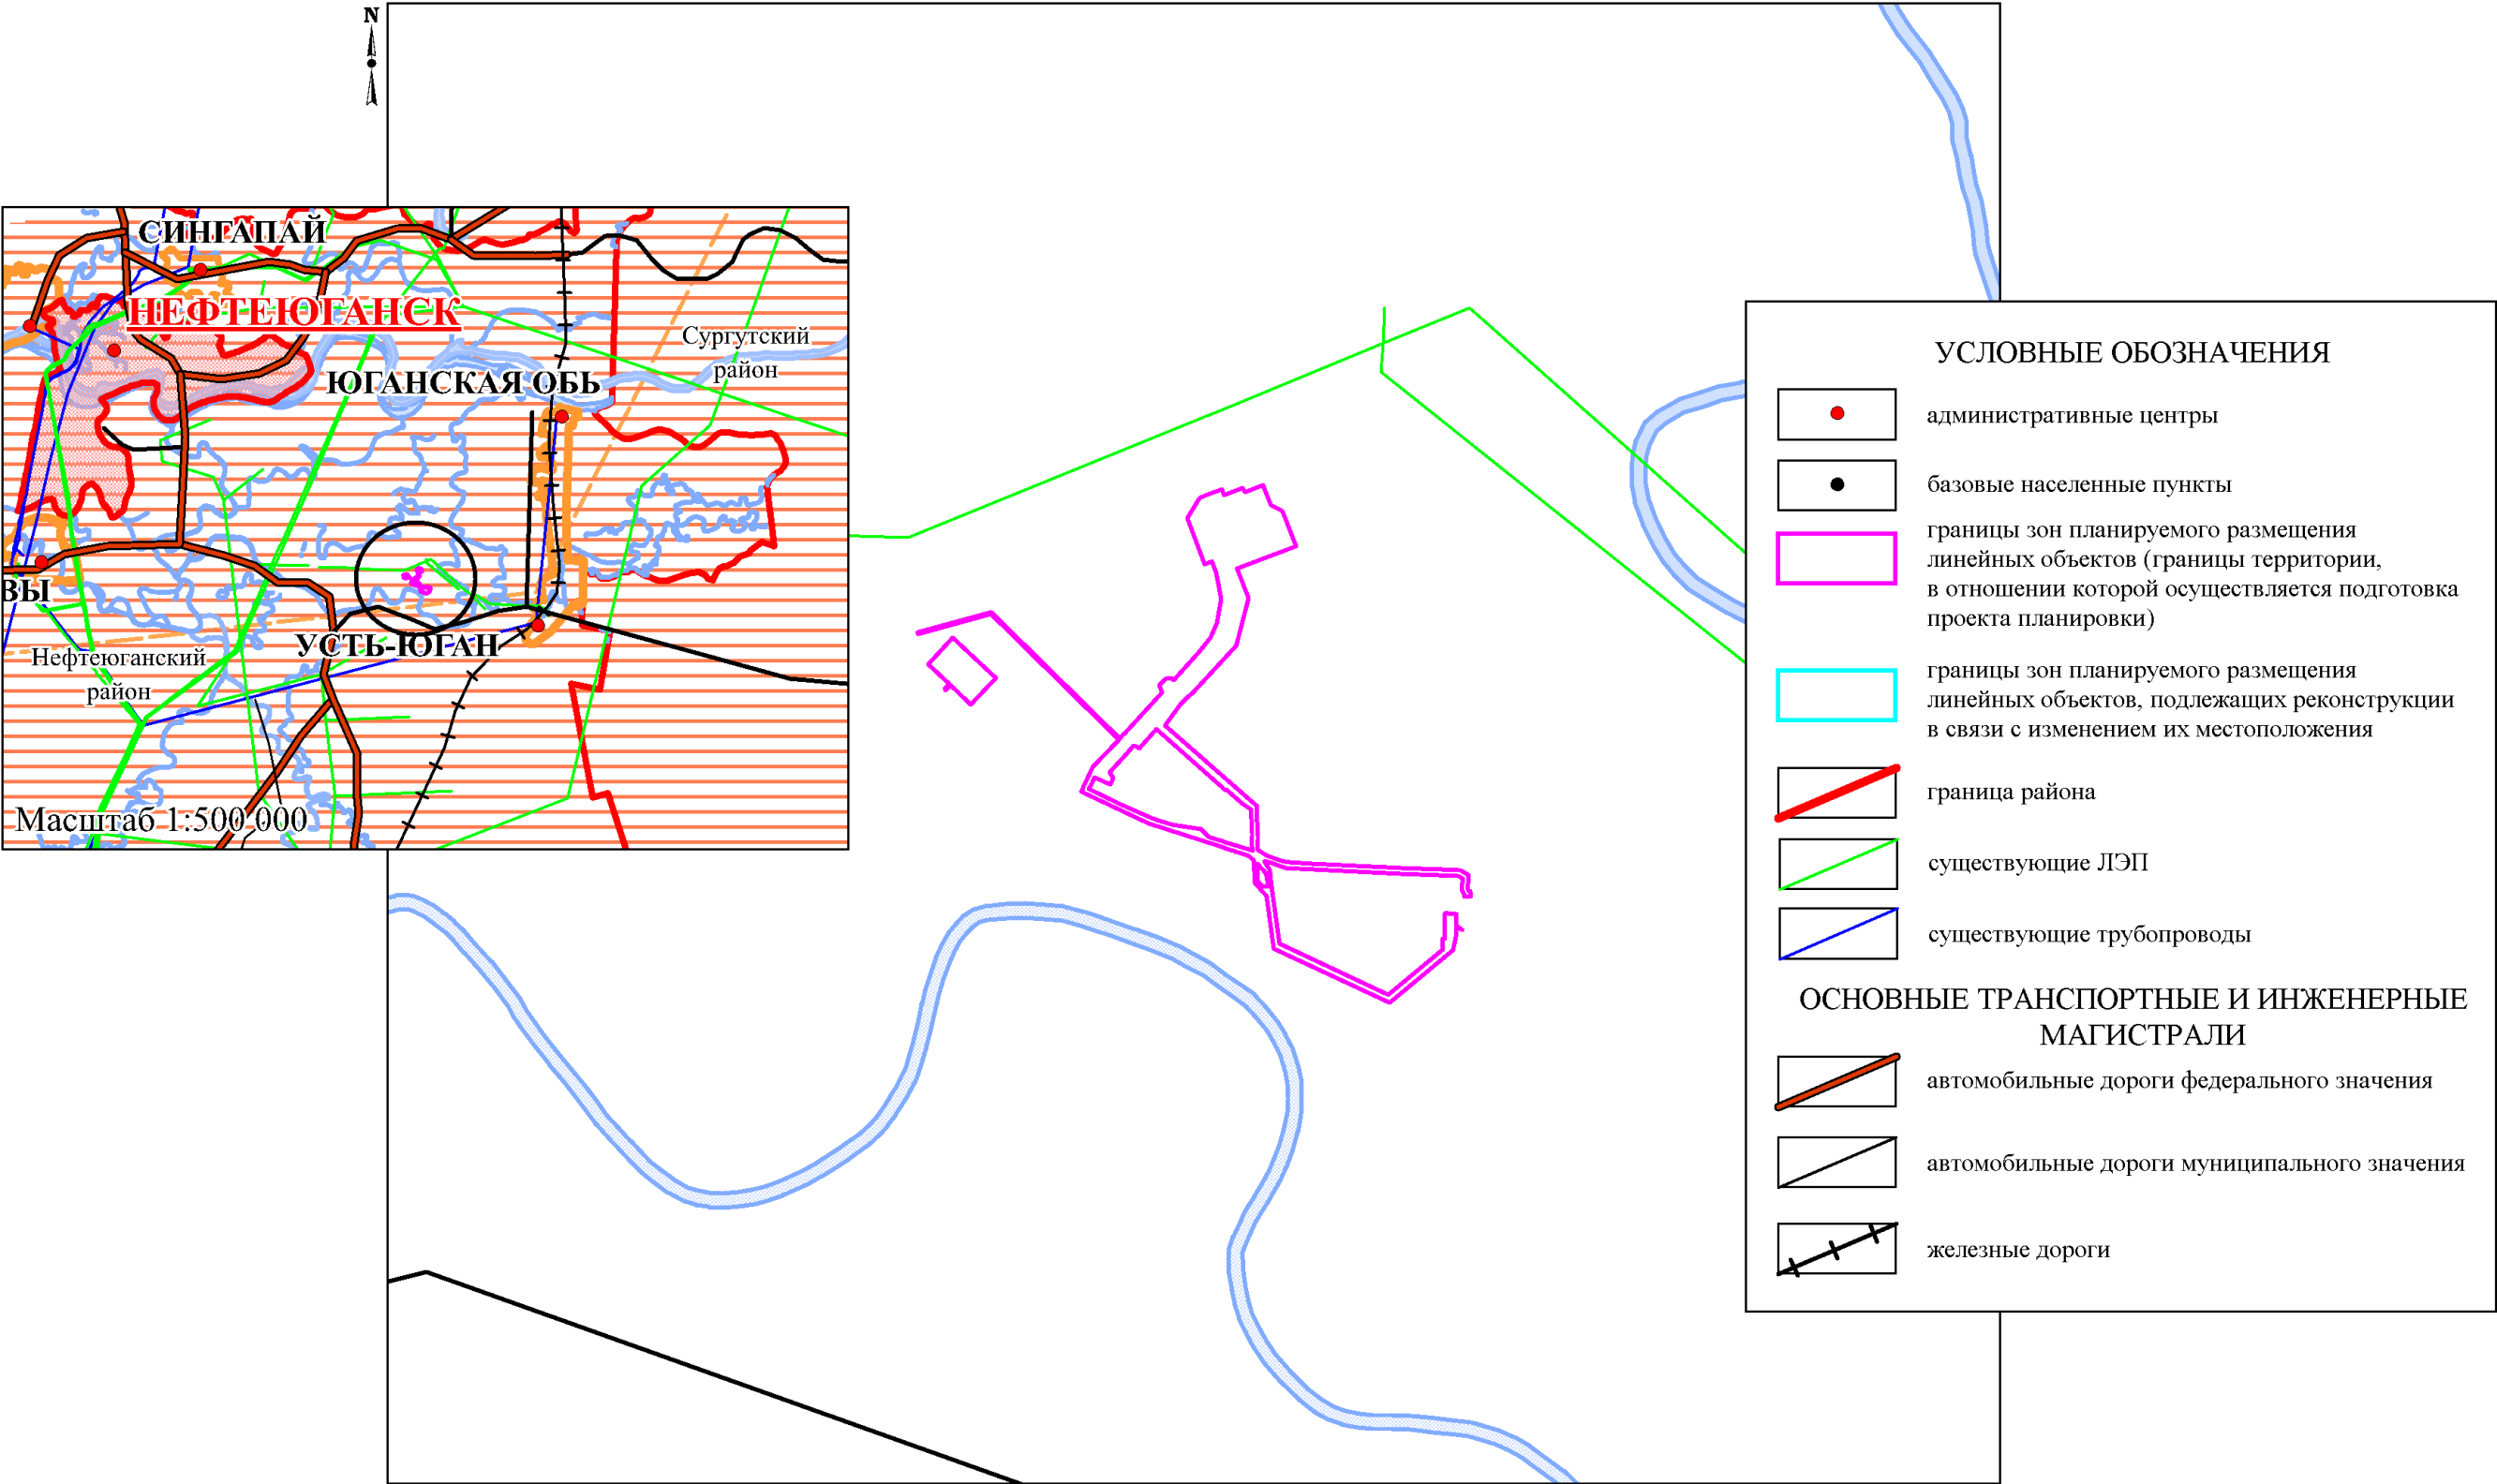 N
СИНГАПАЙ
НЕФТЕЮГАНСК
Сургутский
район
ЮГАНСКАЯ ОБЬ
ВЫ
УСТЬ-ЮГАН
Нефтеюганский
район
Масштаб 1:500 000
УСЛОВНЫЕ ОБОЗНАЧЕНИЯ
административные центры
базовые населенные пункты
границы зон планируемого размещения
линейных объектов (границы территории,
в отношении которой осуществляется подготовка
проекта планировки)
границы зон планируемого размещения
линейных объектов, подлежащих реконструкции
в связи с изменением их местоположения
граница района
существующие ЛЭП
существующие трубопроводы
ОСНОВНЫЕ ТРАНСПОРТНЫЕ И ИНЖЕНЕРНЫЕ
МАГИСТРАЛИ
автомобильные дороги федерального значения
автомобильные дороги муниципального значения
железные дороги